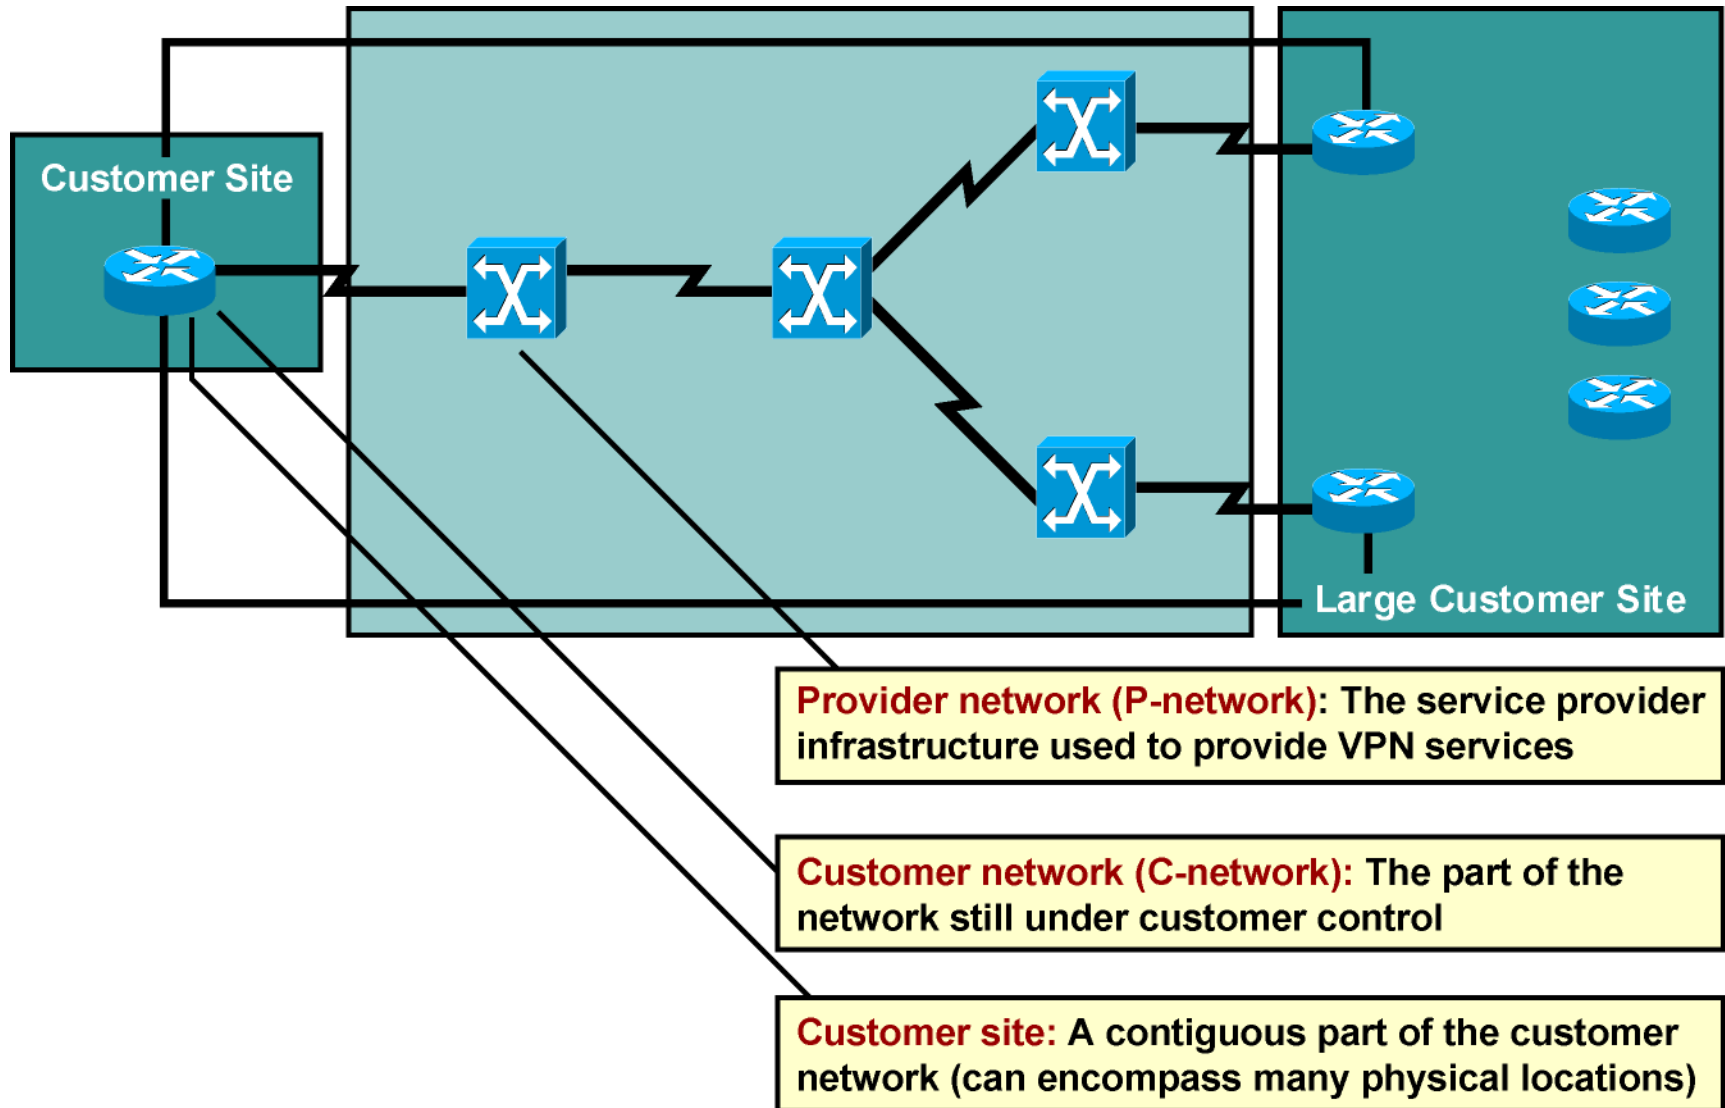 Customer Site
Large Customer Site
Provider network (P-network): The service provider
infrastructure used to provide VPN services
Customer network (C-network): The part of the
network still under customer control
Customer site: A contiguous part of the customer
network (can encompass many physical locations)